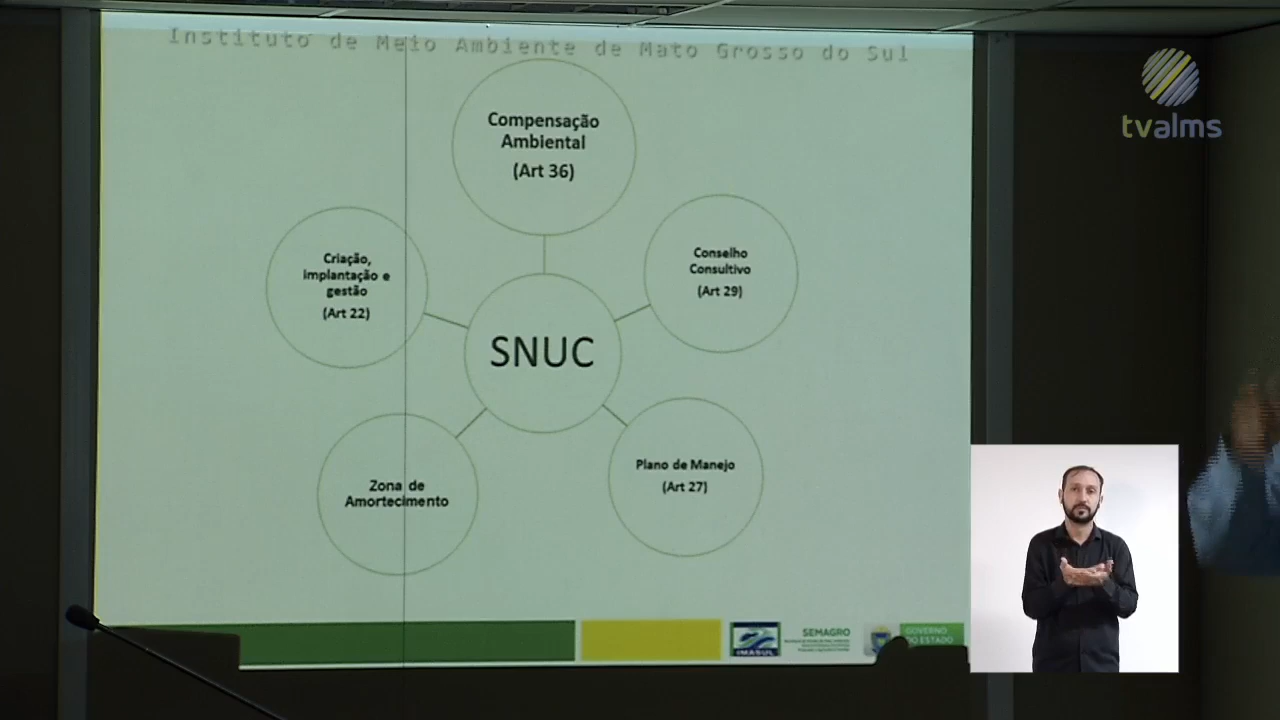 Instituto de Meio Ambiente de Mato Grosso do Sul
tvalms
Compensação
Ambiental
(Art 36)
Criação,
implantação e
gestão
(Art 22)
Conselho
Consultivo
(Art 29)
SNUC
Zona de
Amortecimento
Plano de Manejo
(Art 27)
IMASUL
SEMAGRO
GOVERNO
DO ESTADO